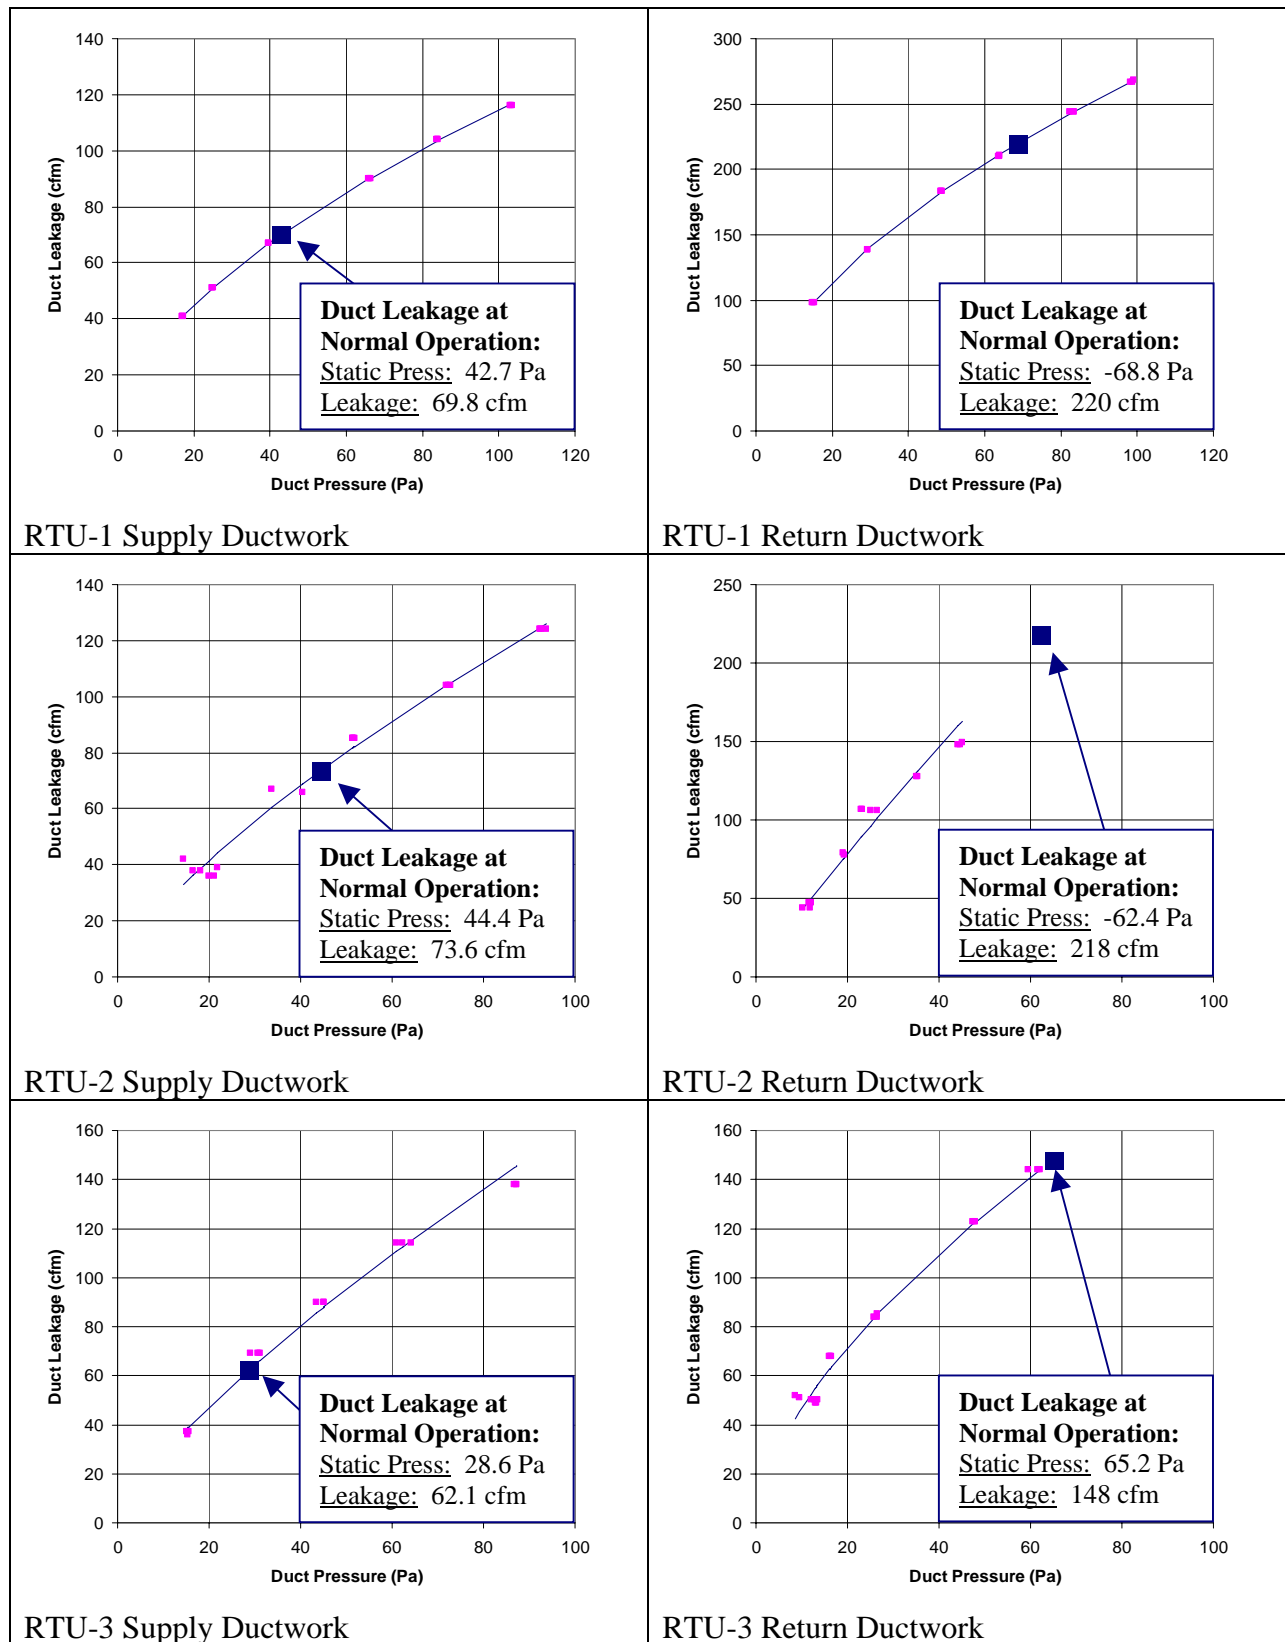 140
120
100
80
60
40
20
0
Duct Leakage (cfm)
0 20 40 60 80 100 120
Duct Pressure (Pa)
Duct Leakage at
Normal Operation:
Static Press: 42.7 Pa
Leakage: 69.8 cfm
RTU-1 Supply Ductwork
300
250
200
150
100
50
0
Duct Leakage (cfm)
0 20 40 60 80 100 120
Duct Pressure (Pa)
Duct Leakage at
Normal Operation:
Static Press: -68.8 Pa
Leakage: 220 cfm
RTU-1 Return Ductwork
140
120
100
80
60
40
20
0
Duct Leakage (cfm)
0 20 40 60 80 100
Duct Pressure (Pa)
Duct Leakage at
Normal Operation:
Static Press: 44.4 Pa
Leakage: 73.6 cfm
RTU-2 Supply Ductwork
250
200
150
100
50
0
Duct Leakage (cfm)
0 20 40 60 80 100
Duct Pressure (Pa)
Duct Leakage at
Normal Operation:
Static Press: -62.4 Pa
Leakage: 218 cfm
RTU-2 Return Ductwork
160
140
120
100
80
60
40
20
0
Duct Leakage (cfm)
0 20 40 60 80 100
Duct Pressure (Pa)
Duct Leakage at
Normal Operation:
Static Press: 28.6 Pa
Leakage: 62.1 cfm
RTU-3 Supply Ductwork
160
140
120
100
80
60
40
20
0
Duct Leakage (cfm)
0 20 40 60 80 100
Duct Pressure (Pa)
Duct Leakage at
Normal Operation:
Static Press: 65.2 Pa
Leakage: 148 cfm
RTU-3 Return Ductwork